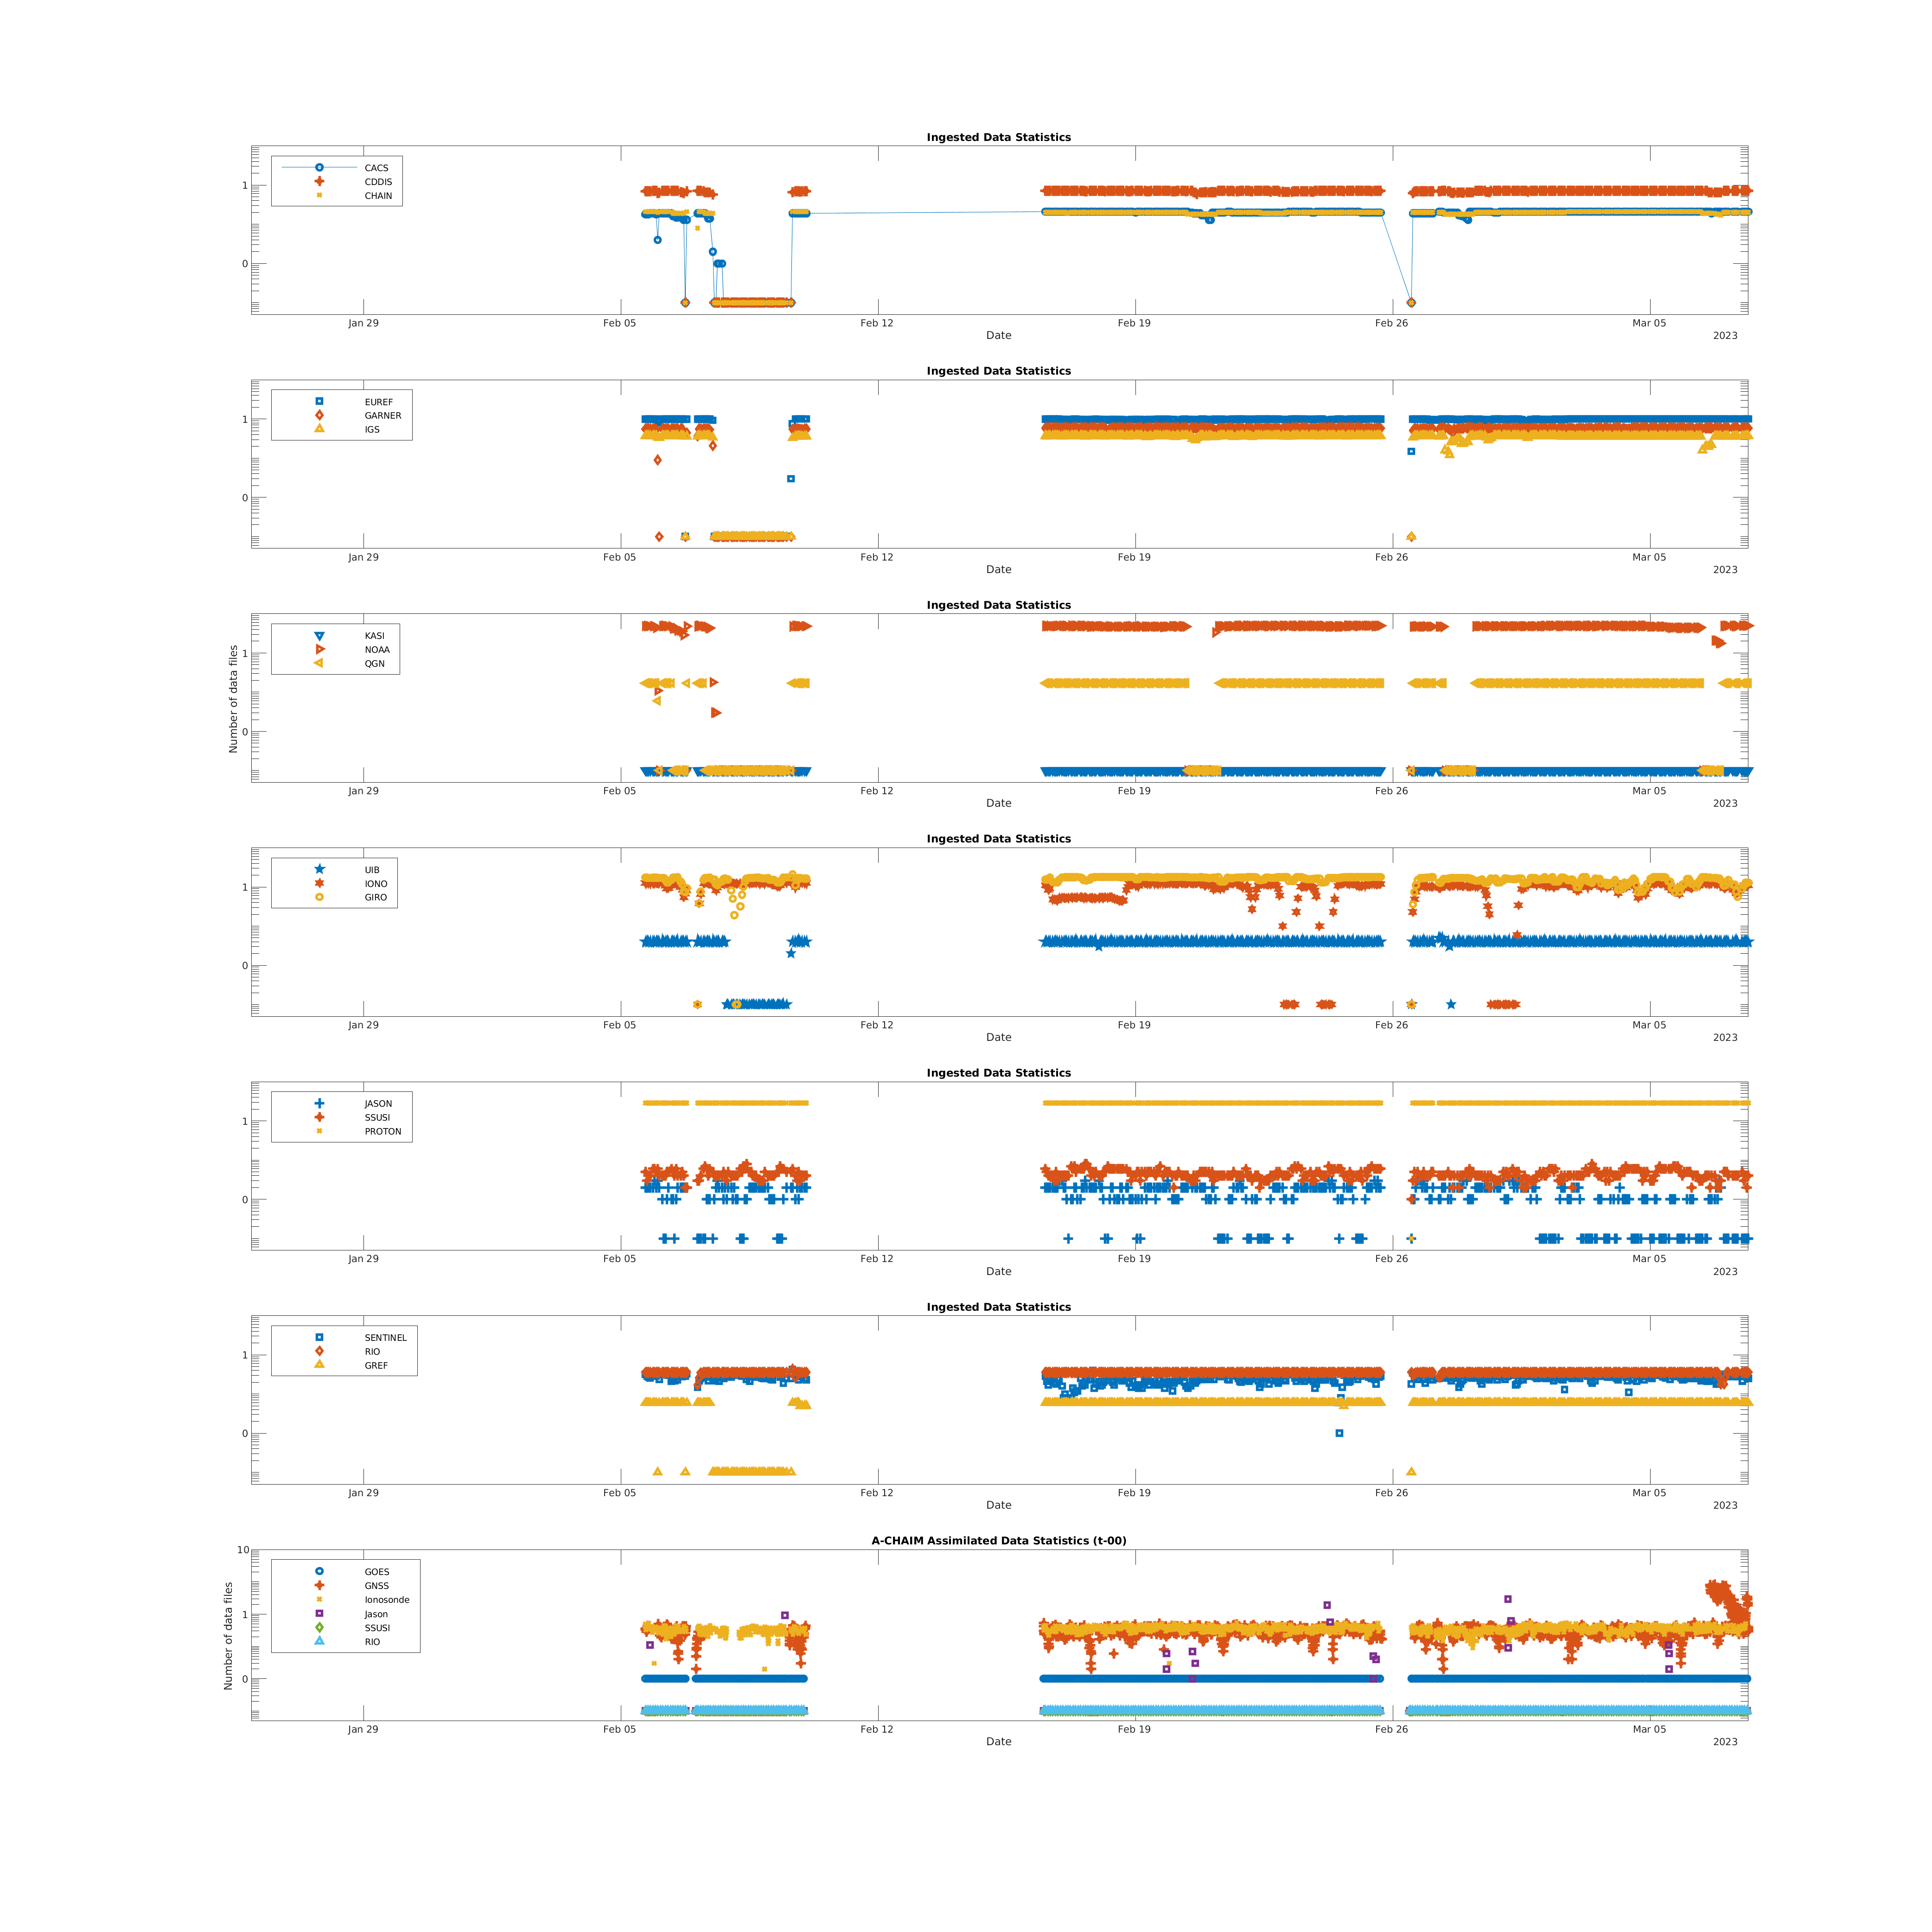 Ingested Data Statistics
CACS
CDDIS
CHAIN
1
0
Jan 29 Feb 05 Feb 12 Feb 19 Feb 26 Mar 05
Date 2023
Ingested Data Statistics
EUREF
GARNER
IGS
1
0
Jan 29 Feb 05 Feb 12 Feb 19 Feb 26 Mar 05
Date 2023
Ingested Data Statistics
KASI
NOAA
QGN
Number of data files
1
0
Jan 29 Feb 05 Feb 12 Feb 19 Feb 26 Mar 05
Date 2023
Ingested Data Statistics
UIB
IONO
GIRO
1
0
Jan 29 Feb 05 Feb 12 Feb 19 Feb 26 Mar 05
Date 2023
Ingested Data Statistics
JASON
SSUSI
PROTON
1
0
Jan 29 Feb 05 Feb 12 Feb 19 Feb 26 Mar 05
Date 2023
Ingested Data Statistics
SENTINEL
RIO
GREF
1
0
Jan 29 Feb 05 Feb 12 Feb 19 Feb 26 Mar 05
Date 2023
A-CHAIM Assimilated Data Statistics (t-00)
GOES
GNSS
Ionosonde
Jason
SSUSI
RIO
Number of data files
10
1
0
Jan 29 Feb 05 Feb 12 Feb 19 Feb 26 Mar 05
Date 2023